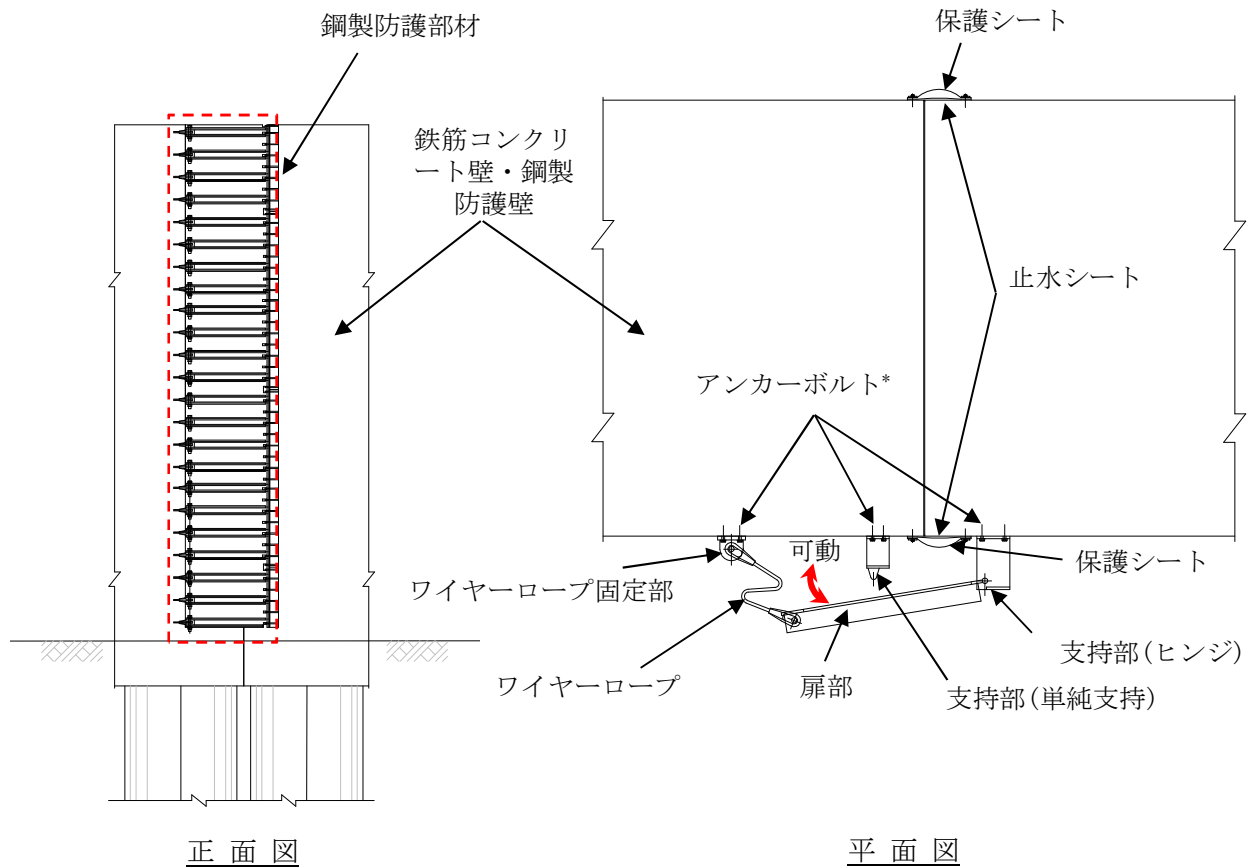 鋼製防護部材
保護シート
鉄筋コンクリ
ート壁・鋼製
防護壁
止水シート
アンカーボルト*
可動
保護シート
ワイヤーロープ固定部
支持部(ヒンジ)
ワイヤーロープ
扉部
支持部(単純支持)
正面図
平面図